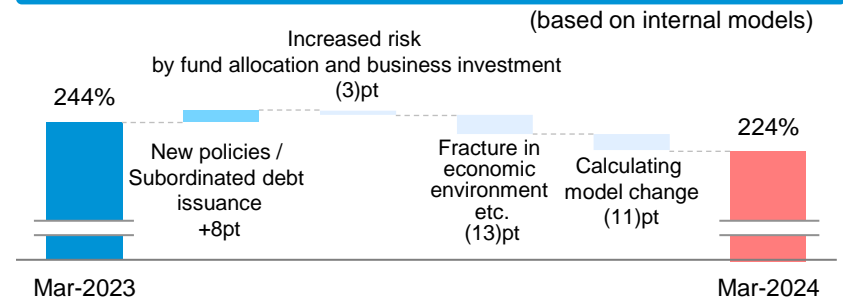 (based on internal models)
Increased risk
by fund allocation and business investment
(3)pt
244%
New policies /
Subordinated debt
issuance
+8pt
Fracture in
economic
environment
etc.
(13)pt
Calculating
model change
(11)pt
224%
Mar-2023
Mar-2024